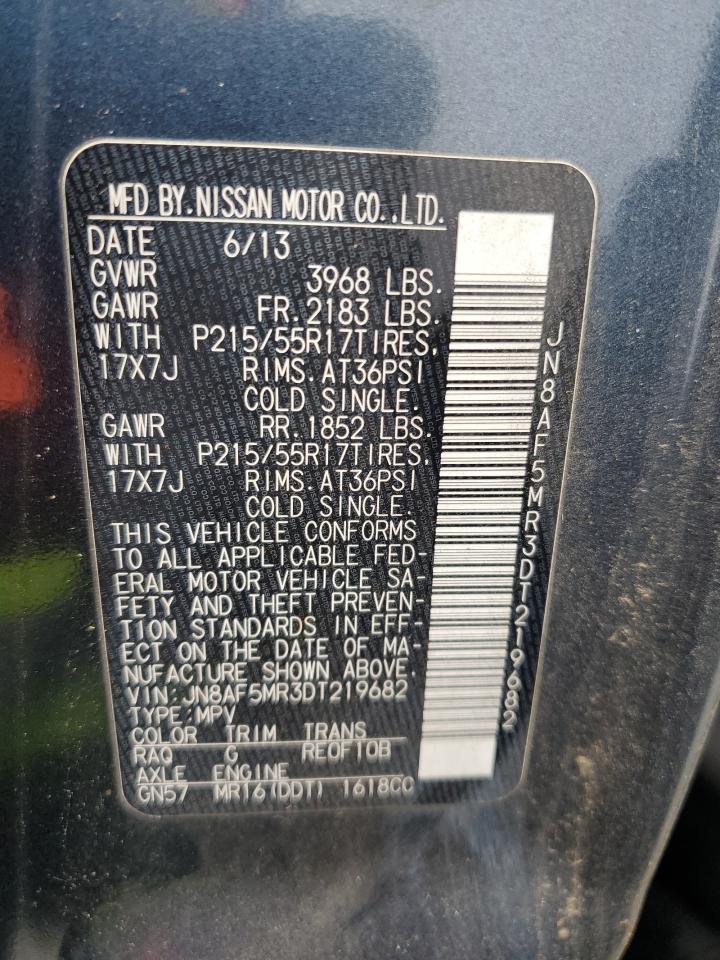 MFD BY.NISSAN MOTOR CO.,LTD.
DATE 6/13
GVWR 3968 LBS.
GAWR FR.2183 LBS.
WITH P215/55R17TIRES,
17X7J RIMS.AT36PSI
COLD SINGLE.
GAWR RR.1852 LBS.
WITH P215/55R17TIRES,
17X7J RIMS.AT36PSI
COLD SINGLE.
THIS VEHICLE CONFORMS
TO ALL APPLICABLE FED-
ERAL MOTOR VEHICLE SA-
FETY AND THEFT PREVEN-
TION STANDARDS IN EFF-
ECT ON THE DATE OF MA-
NUFACTURE SHOWN ABOVE.
VIN:JN8AF5MR3DT219682
TYPE:MPV
COLOR TRIM TRANS
RAQ G RE0F10B
AXLE ENGINE
GN57 MR16(DDT) 1618CC
JN8AF5MR3DT219682